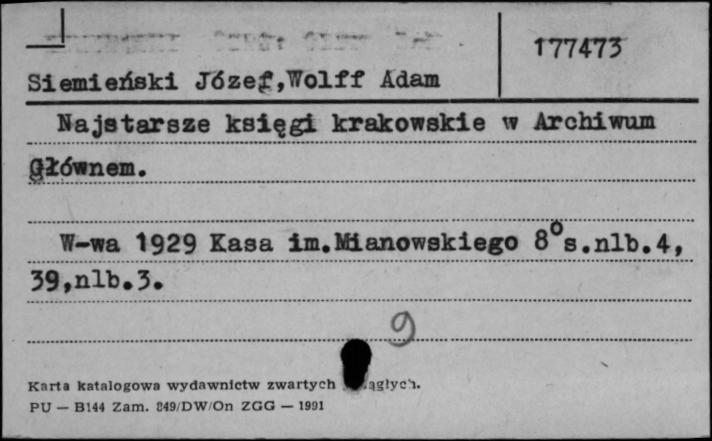 177473
Siemieński Józef,Wolff Adam
Najstarsze księgi krakowskie w Archiwum
głównem.
W-wa 1929 Kasa im.Mianowskiego 8° s.nlb.4,
39,nlb.3.
9
Karta katalogowa wydawnictw zwartych
PU — B144 Zam. 849/DW/On ZGG — 1991